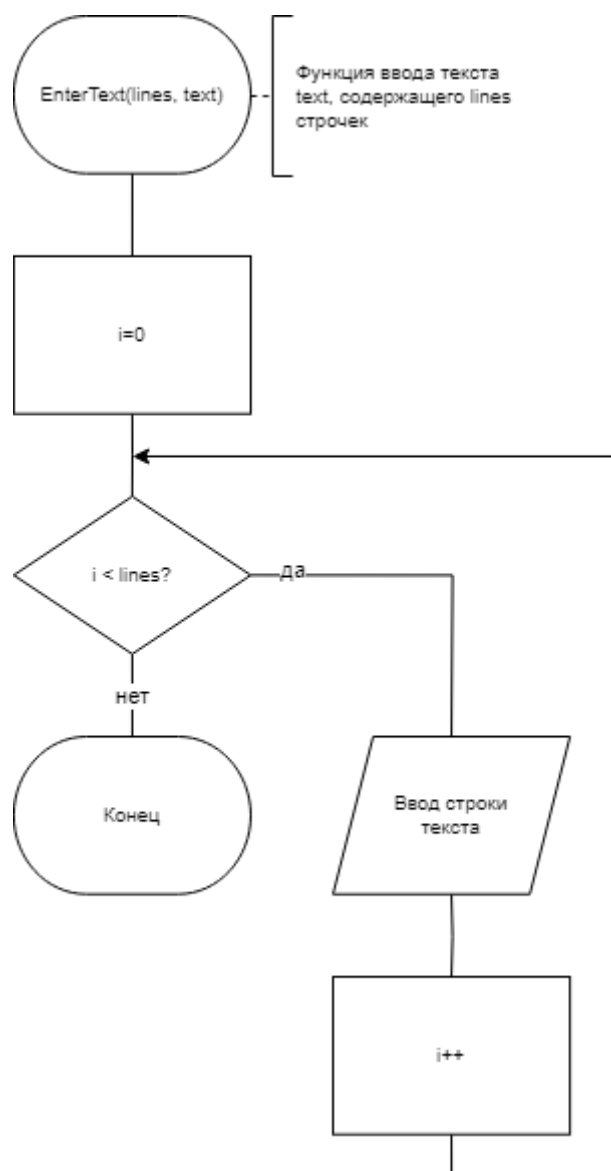 EnterText(lines, text)
Функция ввода текста
text, содержащего lines
строчек
i=0
i < lines?
да
нет
Конец
Ввод строки
текста
i++